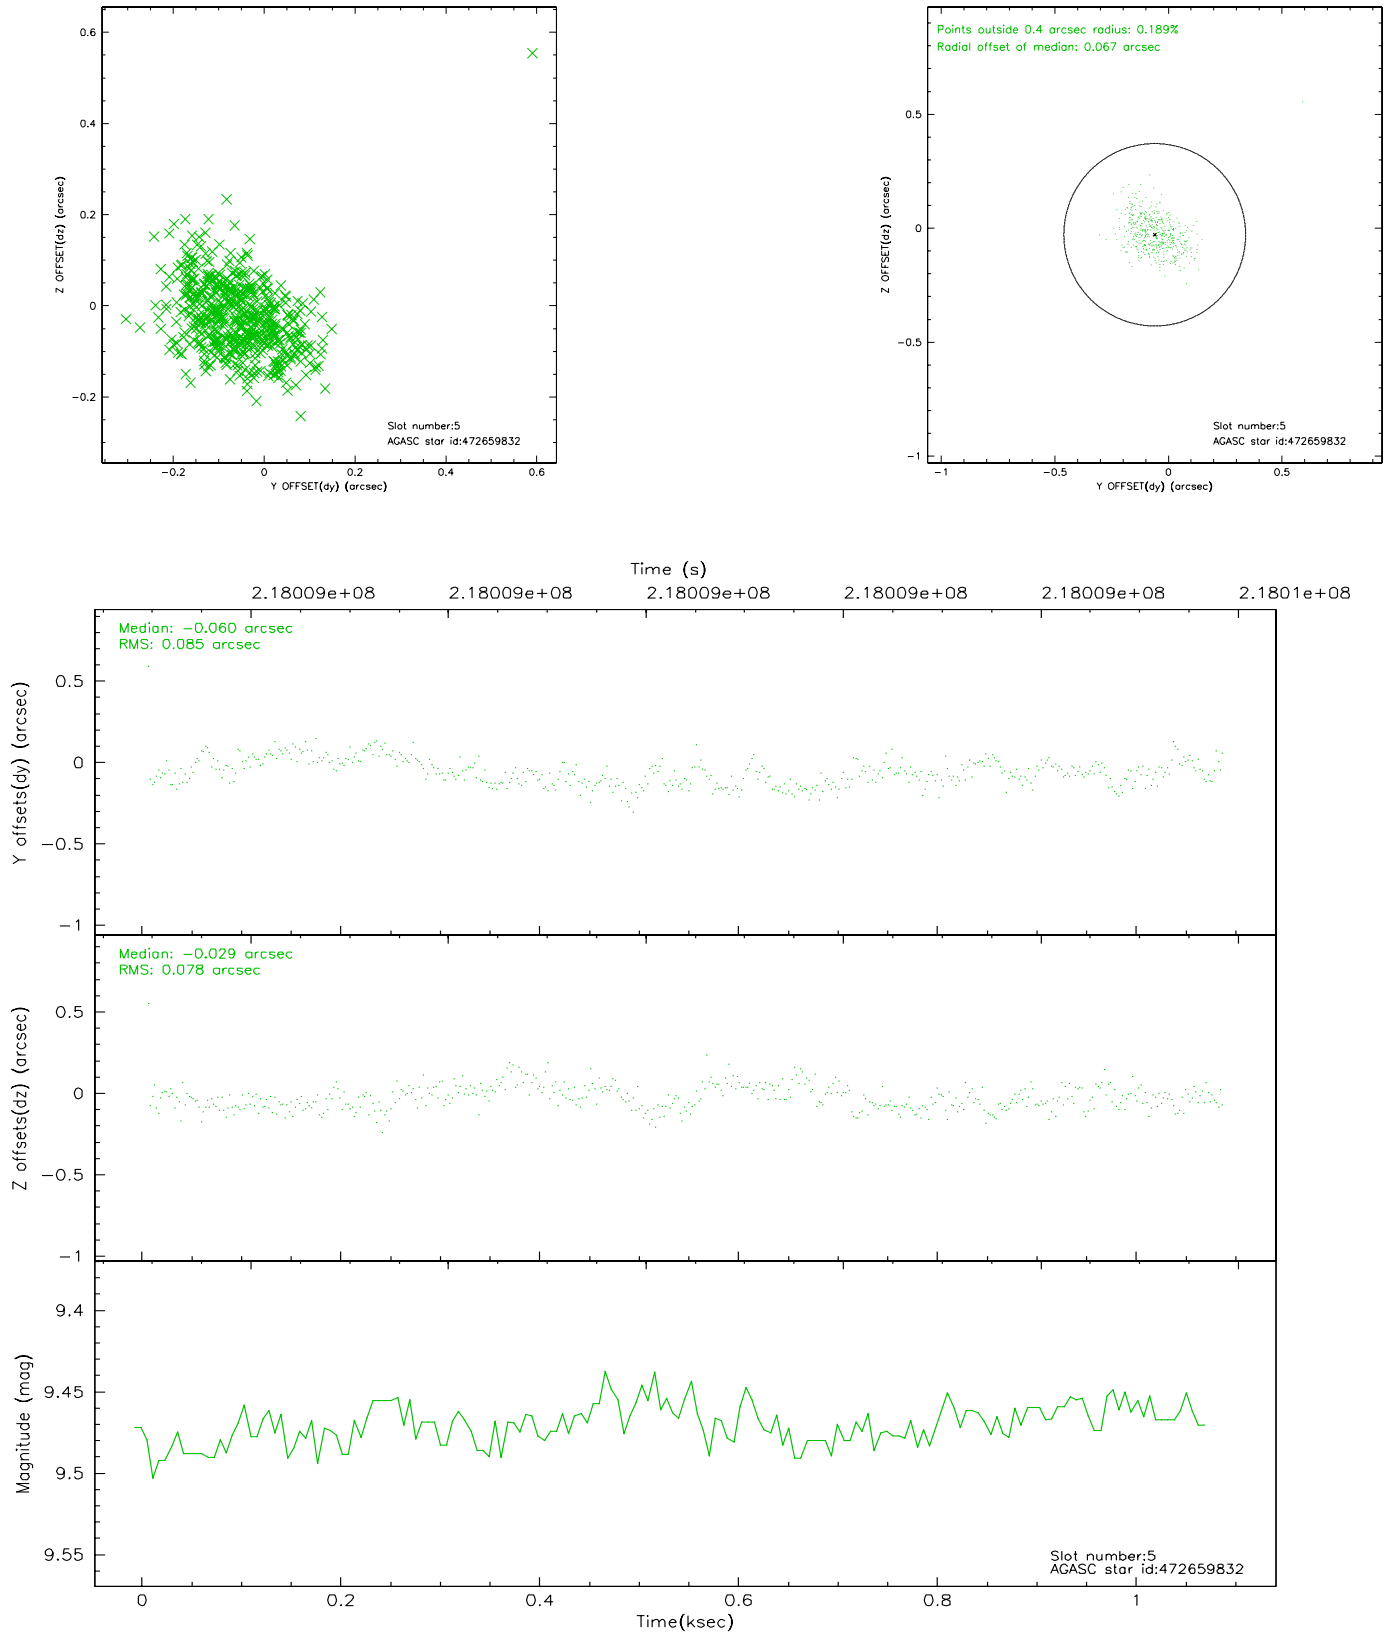 0.6
0.4
0.2
0
−0.2
Z OFFSET(dz) (arcsec)
−0.2 0 0.2 0.4 0.6
Y OFFSET(dy) (arcsec)
Slot number:5
AGASC star id:472659832
Points outside 0.4 arcsec radius: 0.189%
Radial offset of median: 0.067 arcsec
0.5
0
−0.5
−1
Z OFFSET(dz) (arcsec)
−1 −0.5 0 0.5
Y OFFSET(dy) (arcsec)
Slot number:5
AGASC star id:472659832
Time (s)
2.18009e+08 2.18009e+08 2.18009e+08 2.18009e+08 2.18009e+08 2.1801e+08
Median: −0.060 arcsec
RMS: 0.085 arcsec
0.5
0
−0.5
−1
Y offsets(dy) (arcsec)
Median: −0.029 arcsec
RMS: 0.078 arcsec
0.5
0
−0.5
−1
Z offsets(dz) (arcsec)
9.4
9.45
9.5
9.55
Magnitude (mag)
Slot number:5
AGASC star id:472659832
0 0.2 0.4 0.6 0.8 1
Time(ksec)